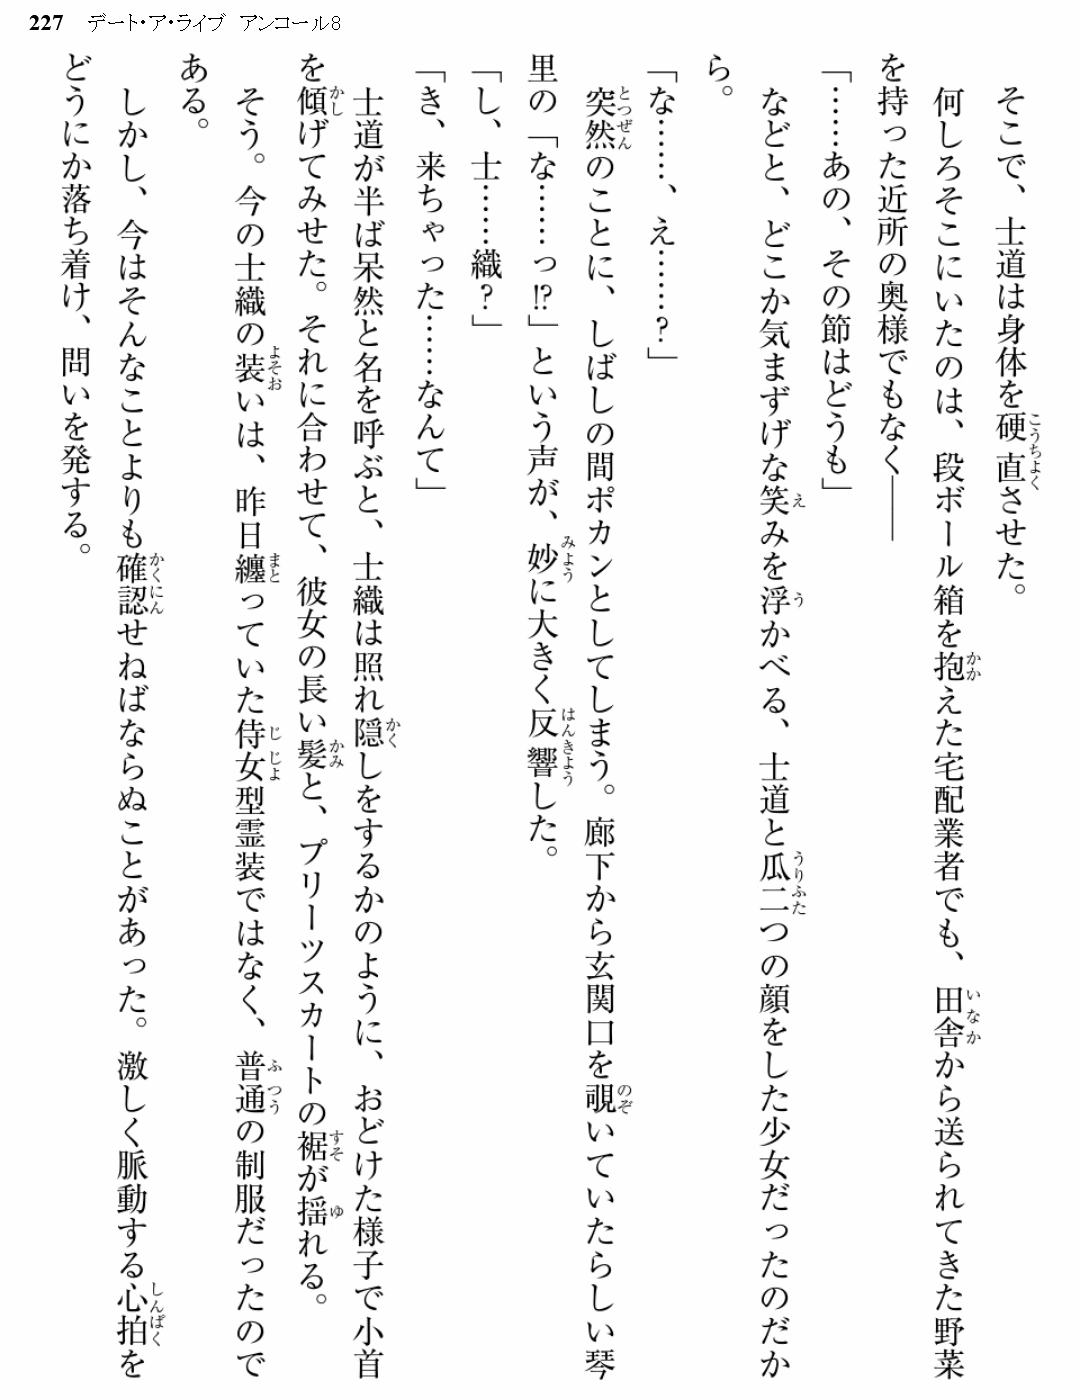 227 デート・ア・ライブ アンコール8
そこで、士道は身体を硬直させた。
何しろそこにいたのは、段ボール箱を抱えた宅配業者でも、田舎から送られてきた野菜
を持った近所の奥様でもなく――
「……あの、その節はどうも」
などと、どこか気まずげな笑みを浮かべる、士道と瓜二つの顔をした少女だったのだか
ら。
「な……、え……?」
突然のことに、しばしの間ポカンとしてしまう。廊下から玄関口を覗いていたらしい琴
里の「な……っ!?」という声が、妙に大きく反響した。
「し、士……織?」
「き、来ちゃった……なんて」
士道が半ば呆然と名を呼ぶと、士織は照れ隠しをするかのように、おどけた様子で小首
を傾げてみせた。それに合わせて、彼女の長い髪と、プリーツスカートの裾が揺れる。
そう。今の士織の装いは、昨日纏っていた侍女型霊装ではなく、普通の制服だったので
ある。
しかし、今はそんなことよりも確認せねばならぬことがあった。激しく脈動する心拍を
どうにか落ち着け、問いを発する。